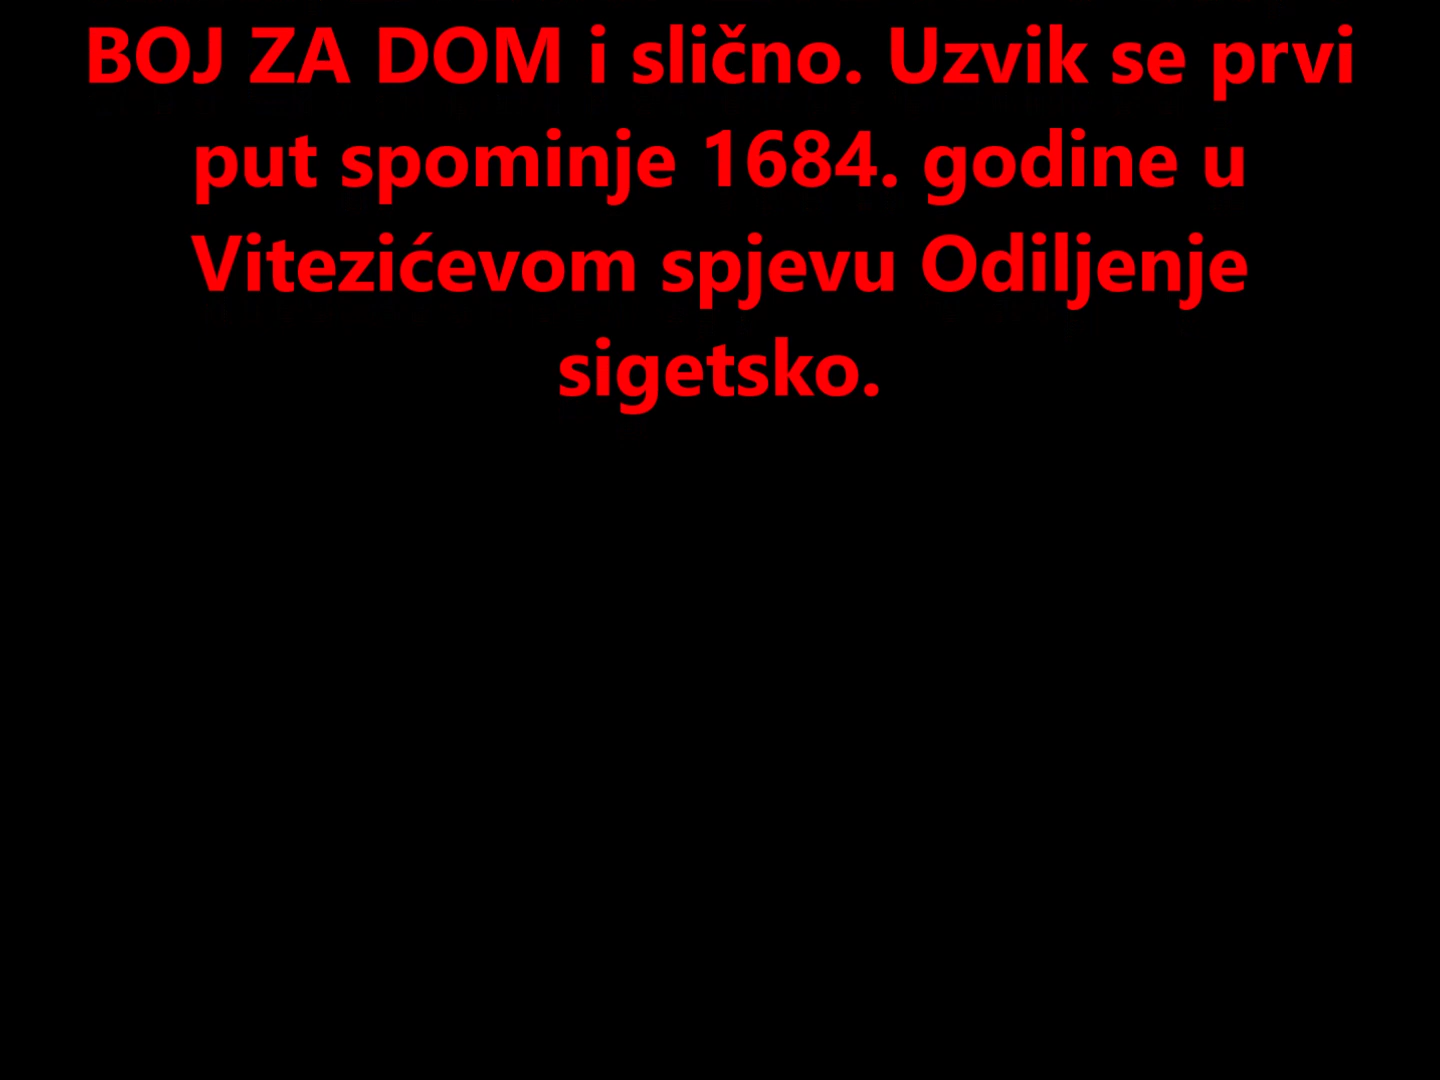 BOJ ZA DOM i slično. Uzvik se prvi
put spominje 1684. godine u
Vitezićevom spjevu Odiljenje
sigetsko.